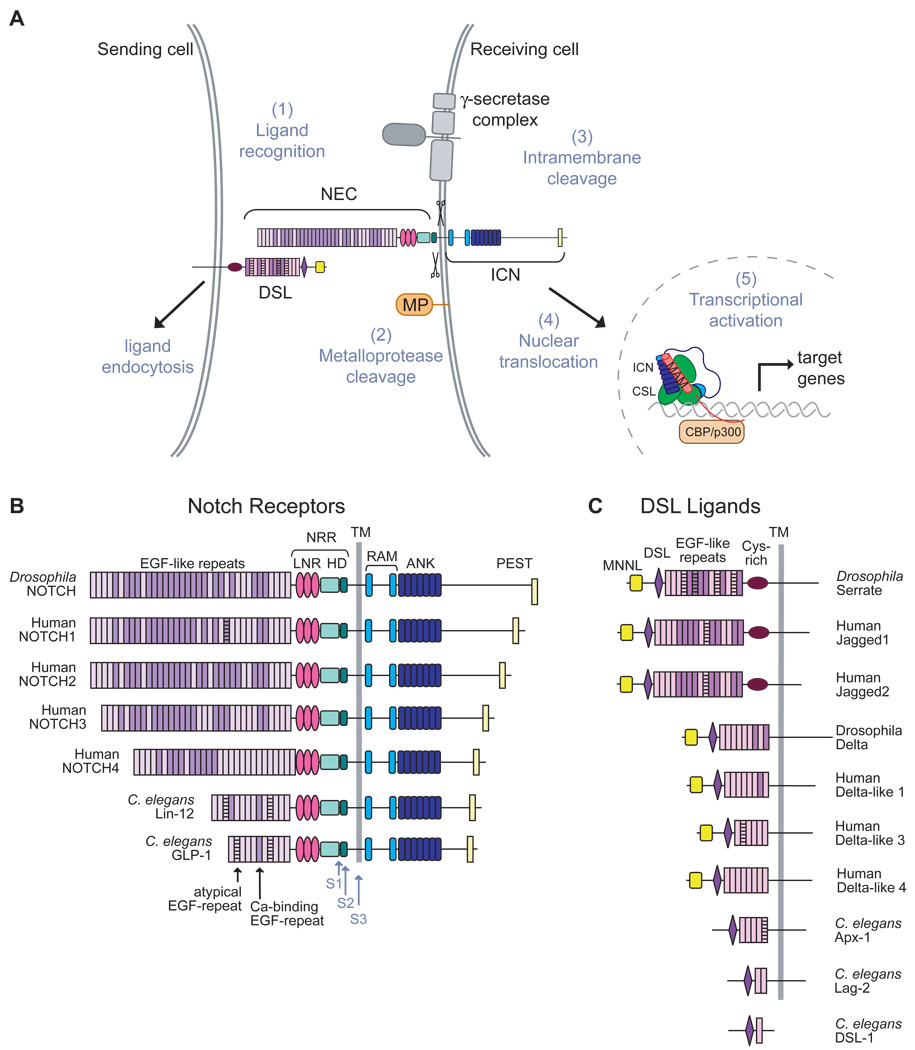 A
Sending cell
Receiving cell
γ-secretase
complex
(1)
Ligand
recognition
(3)
Intramembrane
cleavage
NEC
DSL
ICN
MP
ligand
endocytosis
(2)
Metalloprotease
cleavage
(4)
Nuclear
translocation
(5)
Transcriptional
activation
ICN
MAM
CSL
target
genes
CBP/p300
B
Notch Receptors
TM
NRR
EGF-like repeats
LNR
HD
RAM
ANK
PEST
Drosophila
NOTCH
Human
NOTCH1
Human
NOTCH2
Human
NOTCH3
Human
NOTCH4
C. elegans
Lin-12
C. elegans
GLP-1
atypical
EGF-repeat
Ca-binding
EGF-repeat
S1
S2
S3
C
DSL Ligands
TM
MNNL
DSL
EGF-like
repeats
Cys-
rich
Drosophila
Serrate
Human
Jagged1
Human
Jagged2
Drosophila
Delta
Human
Delta-like 1
Human
Delta-like 3
Human
Delta-like 4
C. elegans
Apx-1
C. elegans
Lag-2
C. elegans
DSL-1